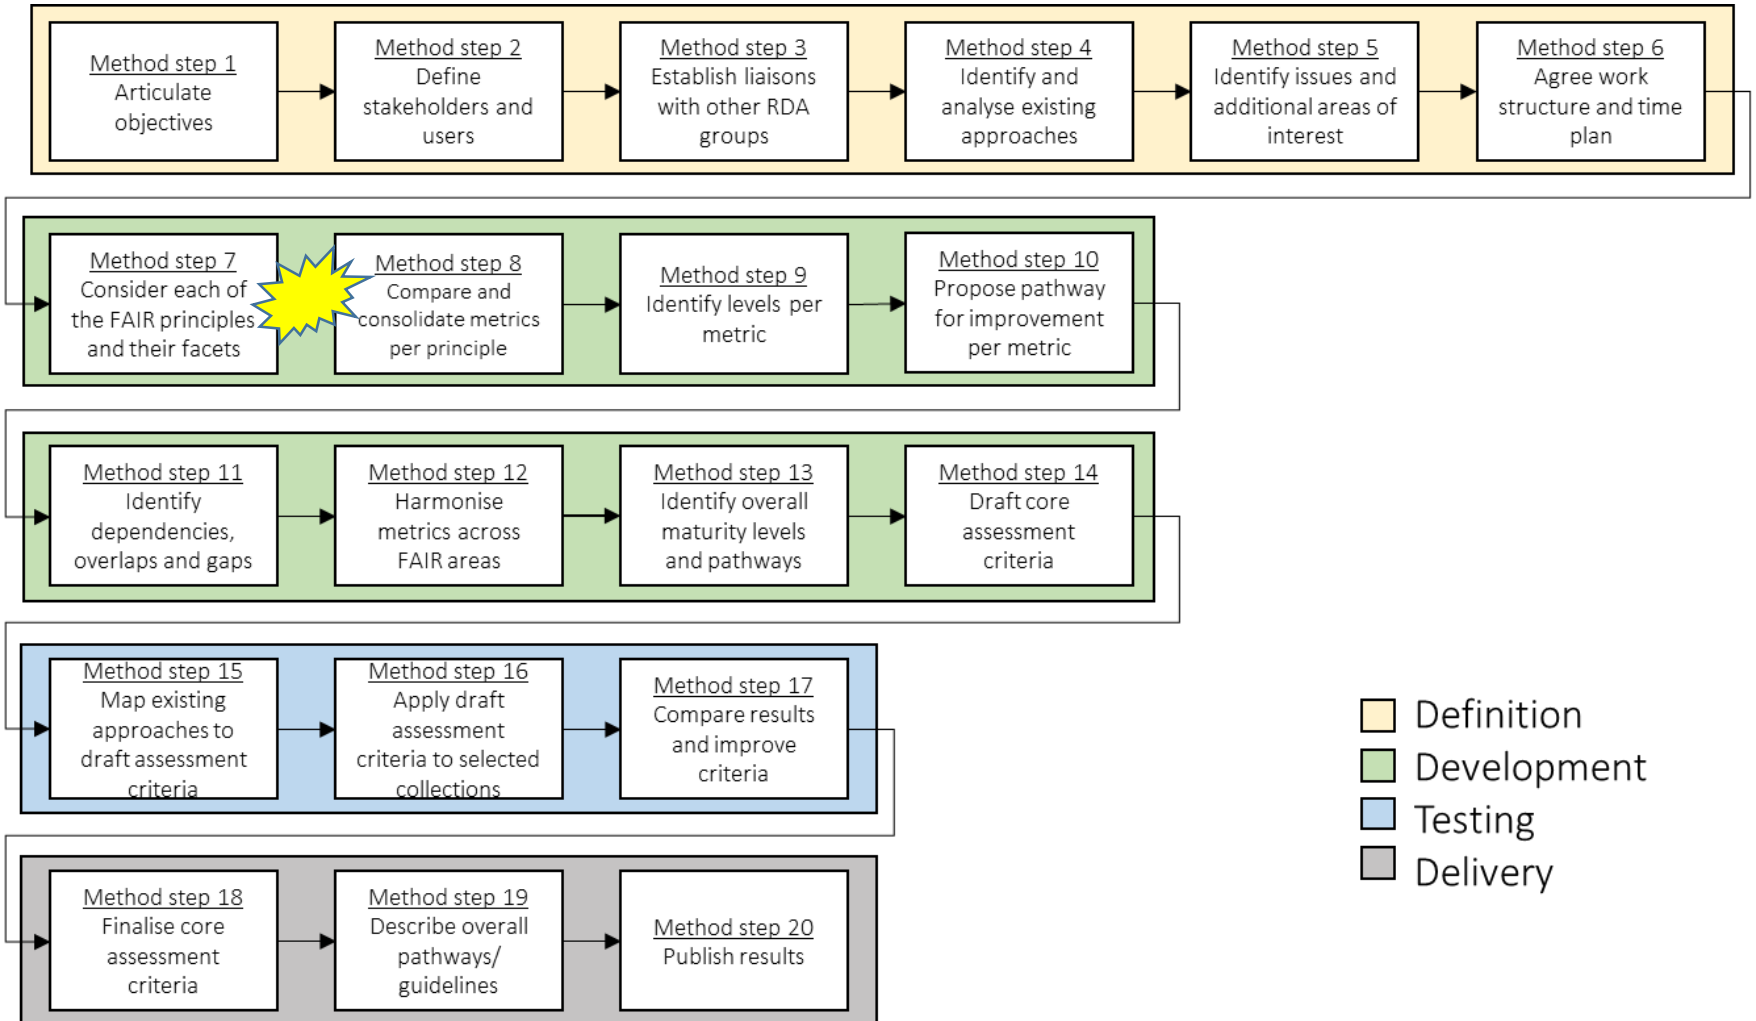 Method step 1
Articulate
objectives
Method step 2
Define
stakeholders and
users
Method step 3
Establish liaisons
with other RDA
groups
Method step 4
Identify and
analyse existing
approaches
Method step 5
Identify issues and
additional areas of
interest
Method step 6
Agree work
structure and time
plan
Method step 7
Consider each of
the FAIR principles
and their facets
Method step 8
Compare and
consolidate metrics
per principle
Method step 9
Identify levels per
metric
Method step 10
Propose pathway
for improvement
per metric
Method step 11
Identify
dependencies,
overlaps and gaps
Method step 12
Harmonise
metrics across
FAIR areas
Method step 13
Identify overall
maturity levels
and pathways
Method step 14
Draft core
assessment
criteria
Method step 15
Map existing
approaches to
draft assessment
criteria
Method step 16
Apply draft
assessment
criteria to selected
collections
Method step 17
Compare results
and improve
criteria
Method step 18
Finalise core
assessment
criteria
Method step 19
Describe overall
pathways/
guidelines
Method step 20
Publish results
Definition
Development
Testing
Delivery